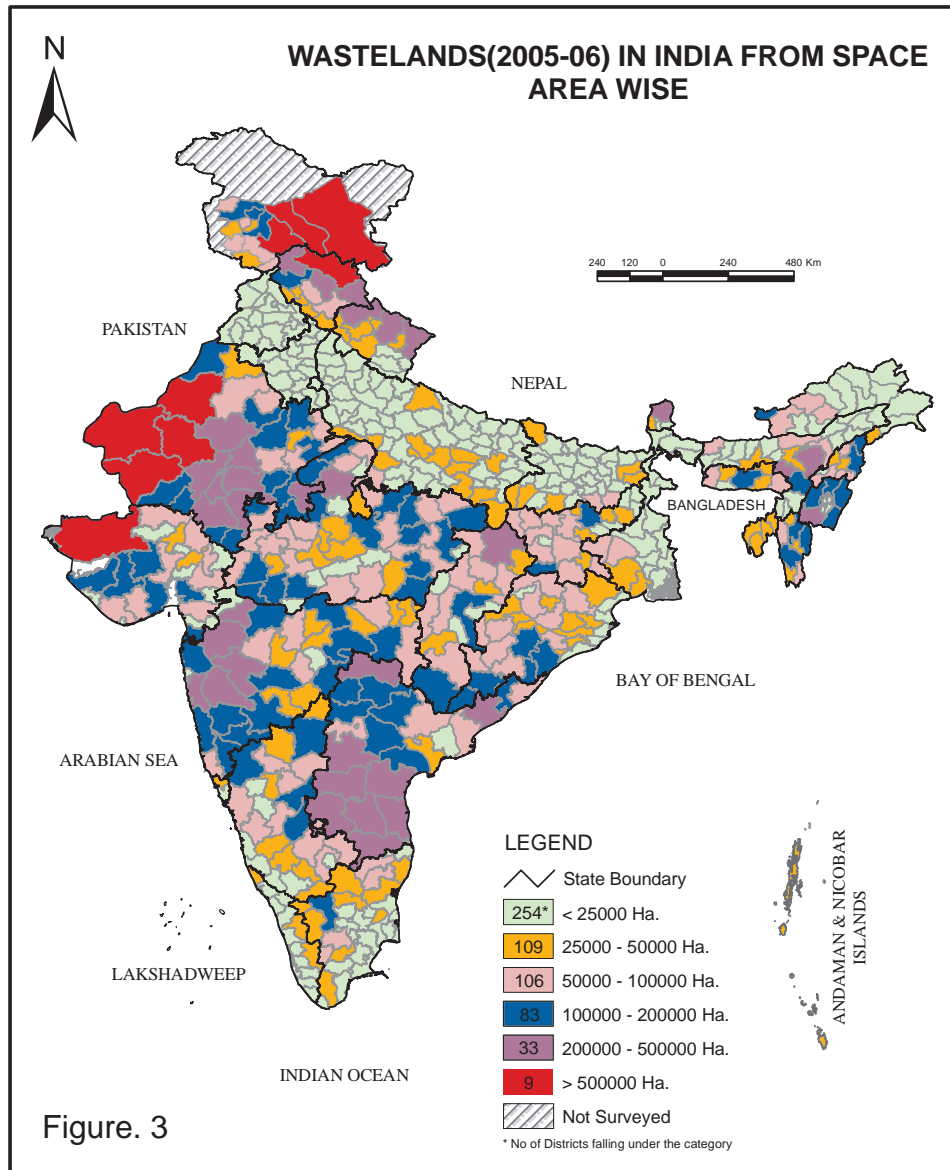 WASTELANDS(2005-06) IN INDIA FROM SPACE
AREA WISE
N
240 120 0 240 480 Km
PAKISTAN
NEPAL
BANGLADESH
BAY OF BENGAL
ARABIAN SEA
LAKSHADWEEP
INDIAN OCEAN
ANDAMAN & NICOBAR
ISLANDS
LEGEND
State Boundary
254* < 25000 Ha.
109 25000 - 50000 Ha.
106 50000 - 100000 Ha.
83 100000 - 200000 Ha.
33 200000 - 500000 Ha.
9 > 500000 Ha.
Not Surveyed
* No of Districts falling under the category
Figure. 3